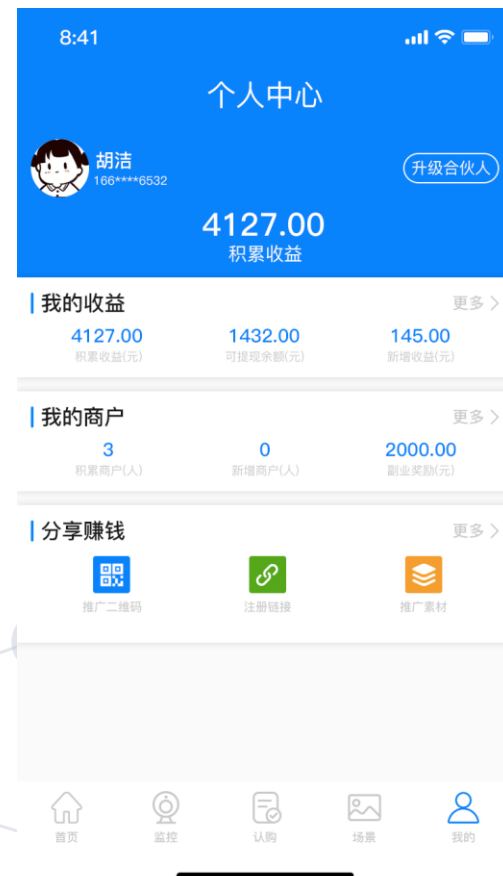 8:41
个人中心
胡洁
166****6532
升级合伙人
4127.00
积累收益
我的收益 更多
4127.00 1432.00 145.00
积累收益(元) 可提现余额(元) 新增收益(元)
我的商户 更多
3 0 2000.00
积累商户(人) 新增商户(人) 副业奖励(元)
分享赚钱 更多
推广二维码 注册链接 推广素材
首页 监控 认购 场景 我的